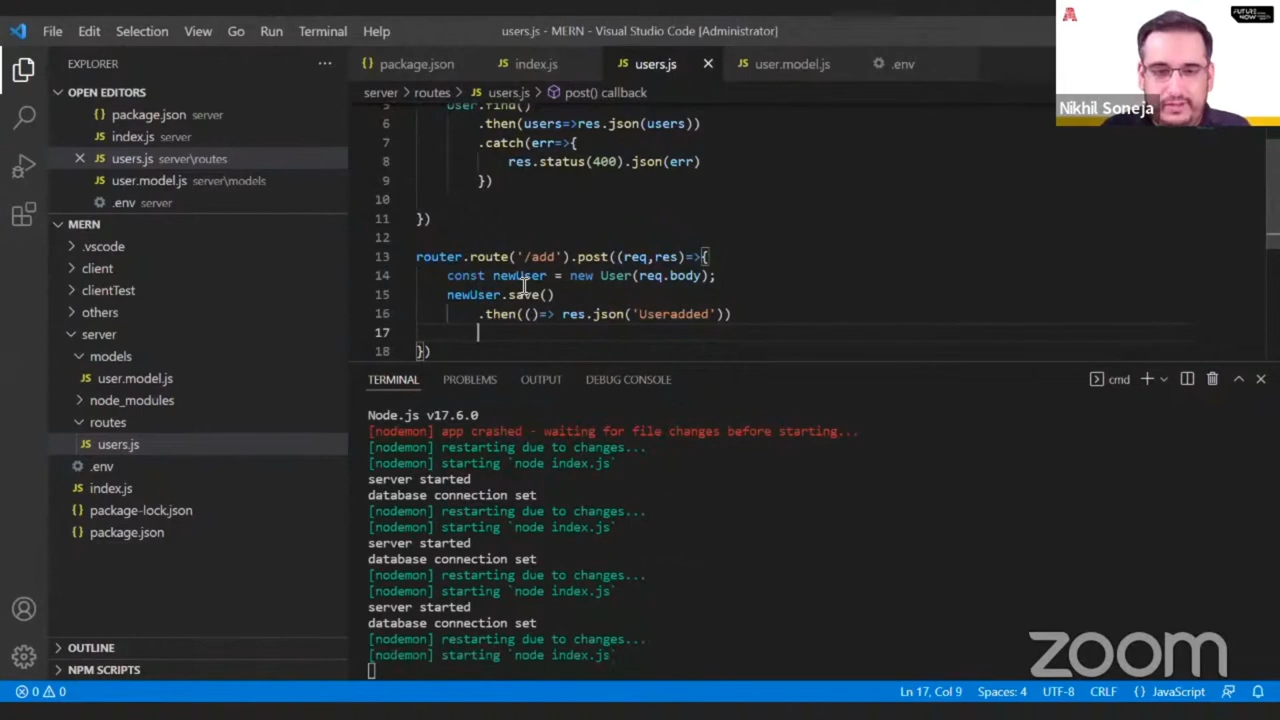 File Edit Selection View Go Run Terminal Help users.js - MERN - Visual Studio Code [Administrator]
FUTURE
NOW
Nikhil Soneja
EXPLORER
OPEN EDITORS
package.json server
index.js server
users.js server\routes
user.model.js server\models
.env server
MERN
.vscode
client
clientTest
others
server
models
user.model.js
node_modules
routes
users.js
.env
index.js
package-lock.json
package.json
OUTLINE
NPM SCRIPTS
package.json index.js users.js user.model.js .env
server > routes > users.js > post() callback
5 User.find()
6 .then(users=>res.json(users))
7 .catch(err=>{
8 res.status(400).json(err)
9 })
10
11 })
12
13 router.route('/add').post((req,res)=>{
14 const newUser = new User(req.body);
15 newUser.save()
16 .then(()=> res.json('Useradded'))
17
18 })
TERMINAL PROBLEMS OUTPUT DEBUG CONSOLE cmd
Node.js v17.6.0
[nodemon] app crashed - waiting for file changes before starting...
[nodemon] restarting due to changes...
[nodemon] starting `node index.js`
server started
database connection set
[nodemon] restarting due to changes...
[nodemon] starting `node index.js`
server started
database connection set
[nodemon] restarting due to changes...
[nodemon] starting `node index.js`
server started
database connection set
[nodemon] restarting due to changes...
[nodemon] starting `node index.js`
zoom
0 0 Ln 17, Col 9 Spaces: 4 UTF-8 CRLF {} JavaScript